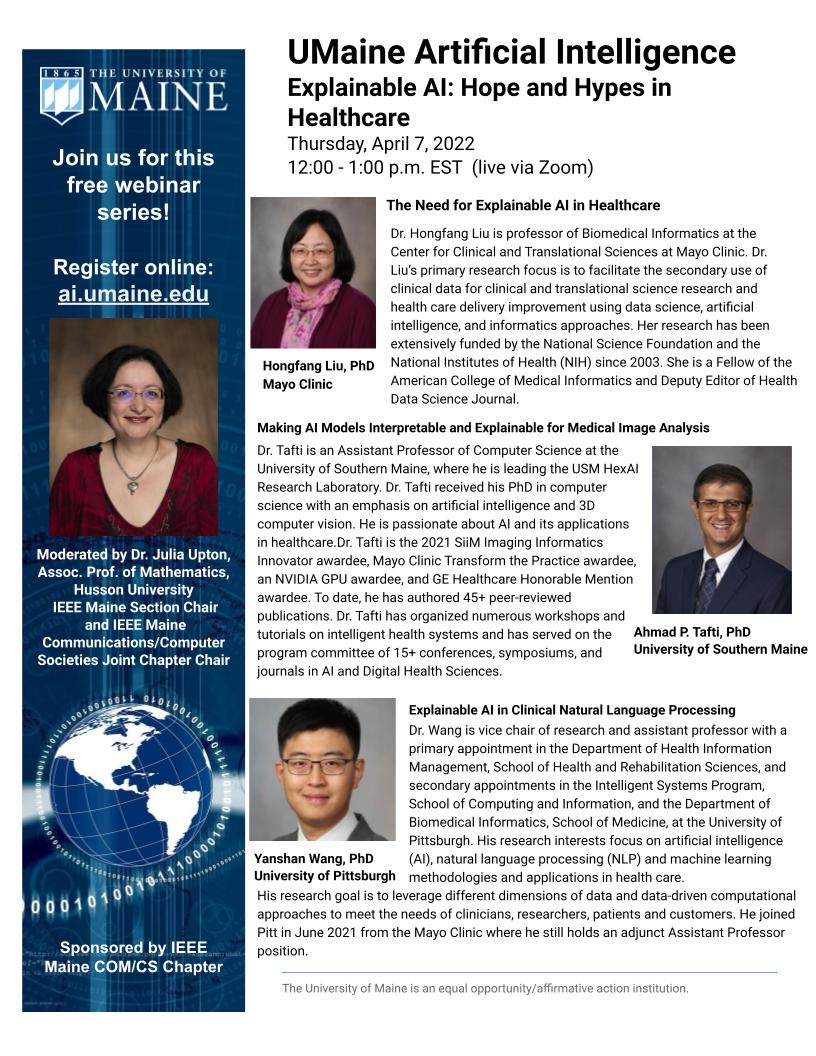 1865 THE UNIVERSITY OF
MAINE
Join us for this
free webinar
series!
Register online:
ai.umaine.edu
Moderated by Dr. Julia Upton,
Assoc. Prof. of Mathematics,
Husson University
IEEE Maine Section Chair
and IEEE Maine
Communications/Computer
Societies Joint Chapter Chair
Sponsored by IEEE
Maine COM/CS Chapter
UMaine Artificial Intelligence
Explainable AI: Hope and Hypes in
Healthcare
Thursday, April 7, 2022
12:00 - 1:00 p.m. EST (live via Zoom)
The Need for Explainable AI in Healthcare
Dr. Hongfang Liu is professor of Biomedical Informatics at the
Center for Clinical and Translational Sciences at Mayo Clinic. Dr.
Liu's primary research focus is to facilitate the secondary use of
clinical data for clinical and translational science research and
health care delivery improvement using data science, artificial
intelligence, and informatics approaches. Her research has been
extensively funded by the National Science Foundation and the
National Institutes of Health (NIH) since 2003. She is a Fellow of the
American College of Medical Informatics and Deputy Editor of Health
Data Science Journal.
Hongfang Liu, PhD
Mayo Clinic
Making AI Models Interpretable and Explainable for Medical Image Analysis
Dr. Tafti is an Assistant Professor of Computer Science at the
University of Southern Maine, where he is leading the USM HexAI
Research Laboratory. Dr. Tafti received his PhD in computer
science with an emphasis on artificial intelligence and 3D
computer vision. He is passionate about AI and its applications
in healthcare.Dr. Tafti is the 2021 SiiM Imaging Informatics
Innovator awardee, Mayo Clinic Transform the Practice awardee,
an NVIDIA GPU awardee, and GE Healthcare Honorable Mention
awardee. To date, he has authored 45+ peer-reviewed
publications. Dr. Tafti has organized numerous workshops and
tutorials on intelligent health systems and has served on the
program committee of 15+ conferences, symposiums, and
journals in AI and Digital Health Sciences.
Ahmad P. Tafti, PhD
University of Southern Maine
Explainable AI in Clinical Natural Language Processing
Dr. Wang is vice chair of research and assistant professor with a
primary appointment in the Department of Health Information
Management, School of Health and Rehabilitation Sciences, and
secondary appointments in the Intelligent Systems Program,
School of Computing and Information, and the Department of
Biomedical Informatics, School of Medicine, at the University of
Pittsburgh. His research interests focus on artificial intelligence
(AI), natural language processing (NLP) and machine learning
methodologies and applications in health care.
Yanshan Wang, PhD
University of Pittsburgh
His research goal is to leverage different dimensions of data and data-driven computational
approaches to meet the needs of clinicians, researchers, patients and customers. He joined
Pitt in June 2021 from the Mayo Clinic where he still holds an adjunct Assistant Professor
position.
The University of Maine is an equal opportunity/affirmative action institution.